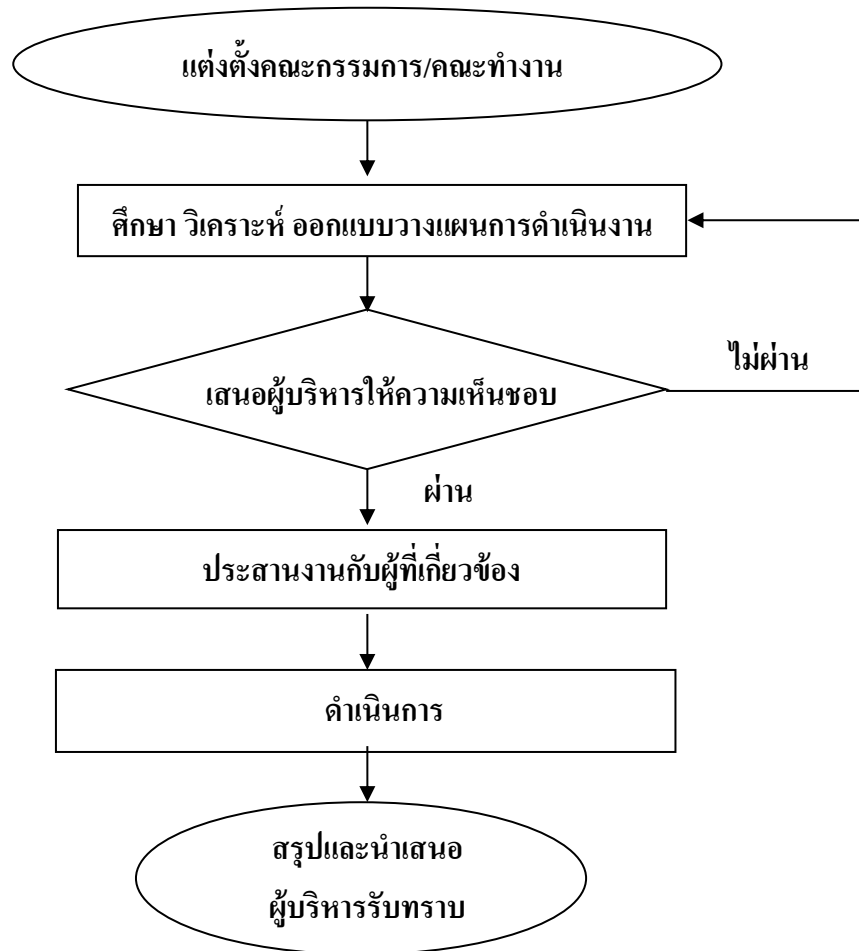 แต่งตั้งคณะกรรมการ/คณะทำงาน
ศึกษา วิเคราะห์ ออกแบบวางแผนการดำเนินงาน
ไม่ผ่าน
เสนอผู้บริหารให้ความเห็นชอบ
ผ่าน
ประสานงานกับผู้ที่เกี่ยวข้อง
ดำเนินการ
สรุปและนำเสนอ
ผู้บริหารรับทราบ